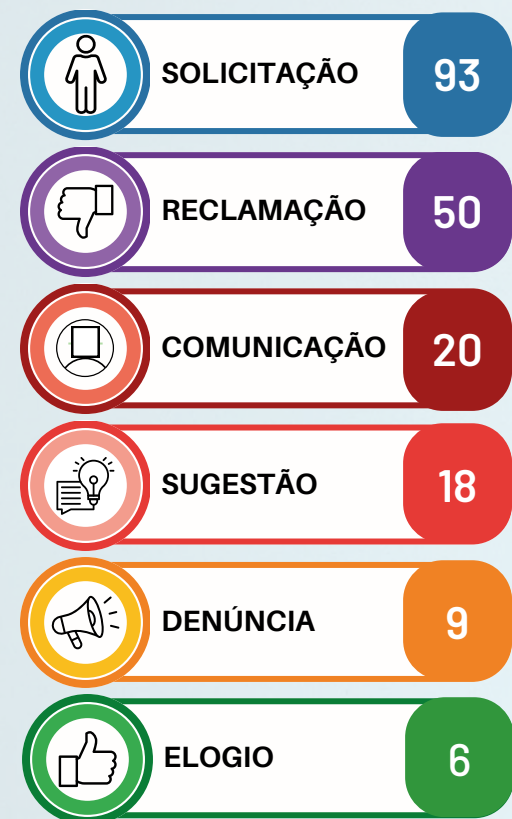 SOLICITAÇÃO 93
RECLAMAÇÃO 50
COMUNICAÇÃO 20
SUGESTÃO 18
DENÚNCIA 9
ELOGIO 6